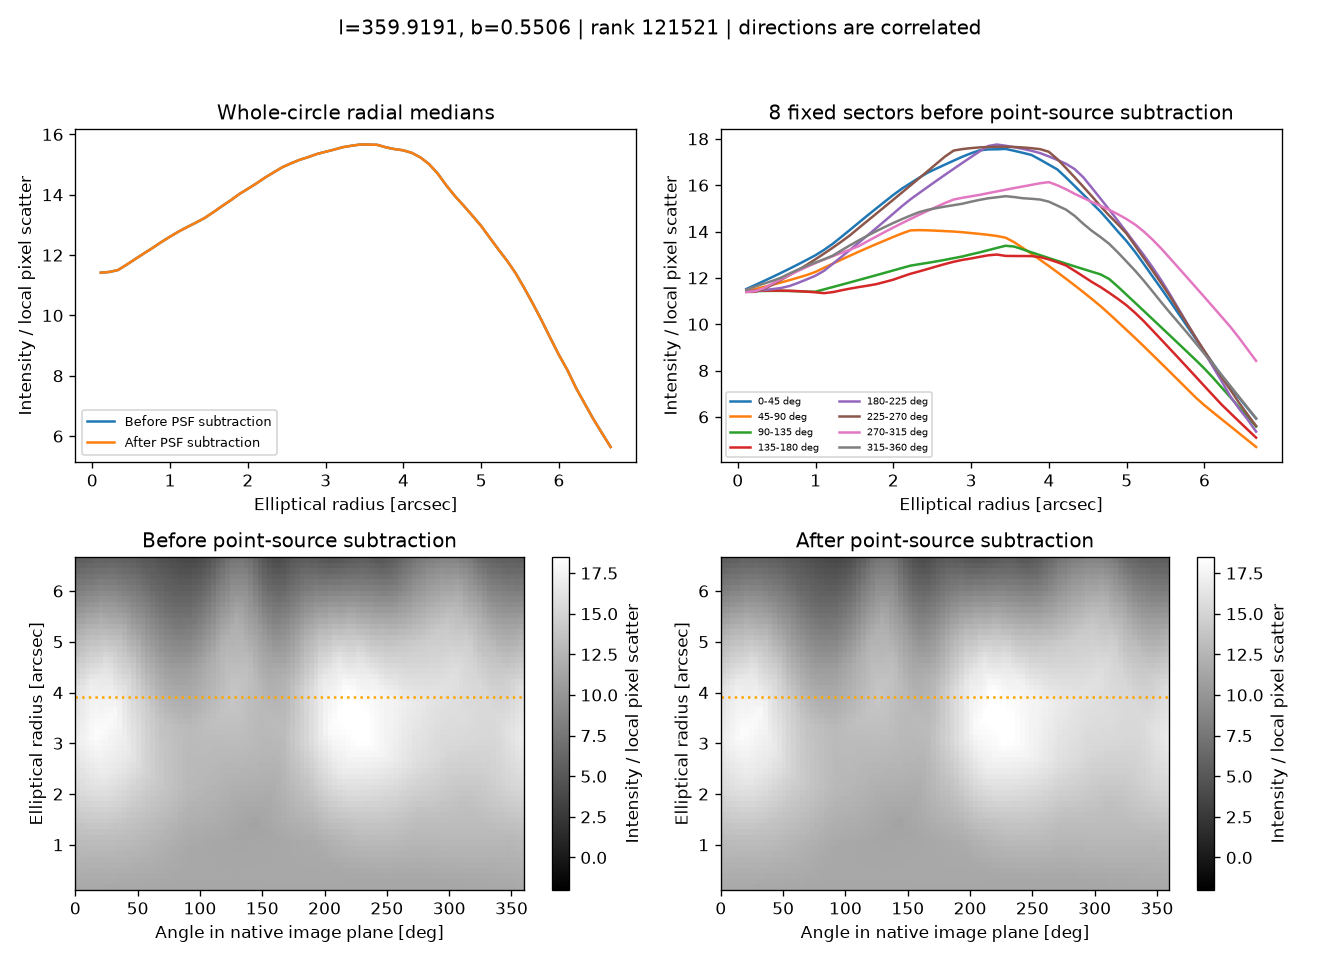 l=359.9191, b=0.5506 | rank 121521 | directions are correlated
Whole-circle radial medians
16
14
12
10
8
6
Intensity / local pixel scatter
Before PSF subtraction
After PSF subtraction
0 1 2 3 4 5 6
Elliptical radius [arcsec]
8 fixed sectors before point-source subtraction
18
16
14
12
10
8
6
Intensity / local pixel scatter
0-45 deg
45-90 deg
90-135 deg
135-180 deg
180-225 deg
225-270 deg
270-315 deg
315-360 deg
0 1 2 3 4 5 6
Elliptical radius [arcsec]
Before point-source subtraction
6
5
4
3
2
1
Elliptical radius [arcsec]
0 50 100 150 200 250 300 350
Angle in native image plane [deg]
17.5
15.0
12.5
10.0
7.5
5.0
2.5
0.0
Intensity / local pixel scatter
After point-source subtraction
6
5
4
3
2
1
Elliptical radius [arcsec]
0 50 100 150 200 250 300 350
Angle in native image plane [deg]
17.5
15.0
12.5
10.0
7.5
5.0
2.5
0.0
Intensity / local pixel scatter